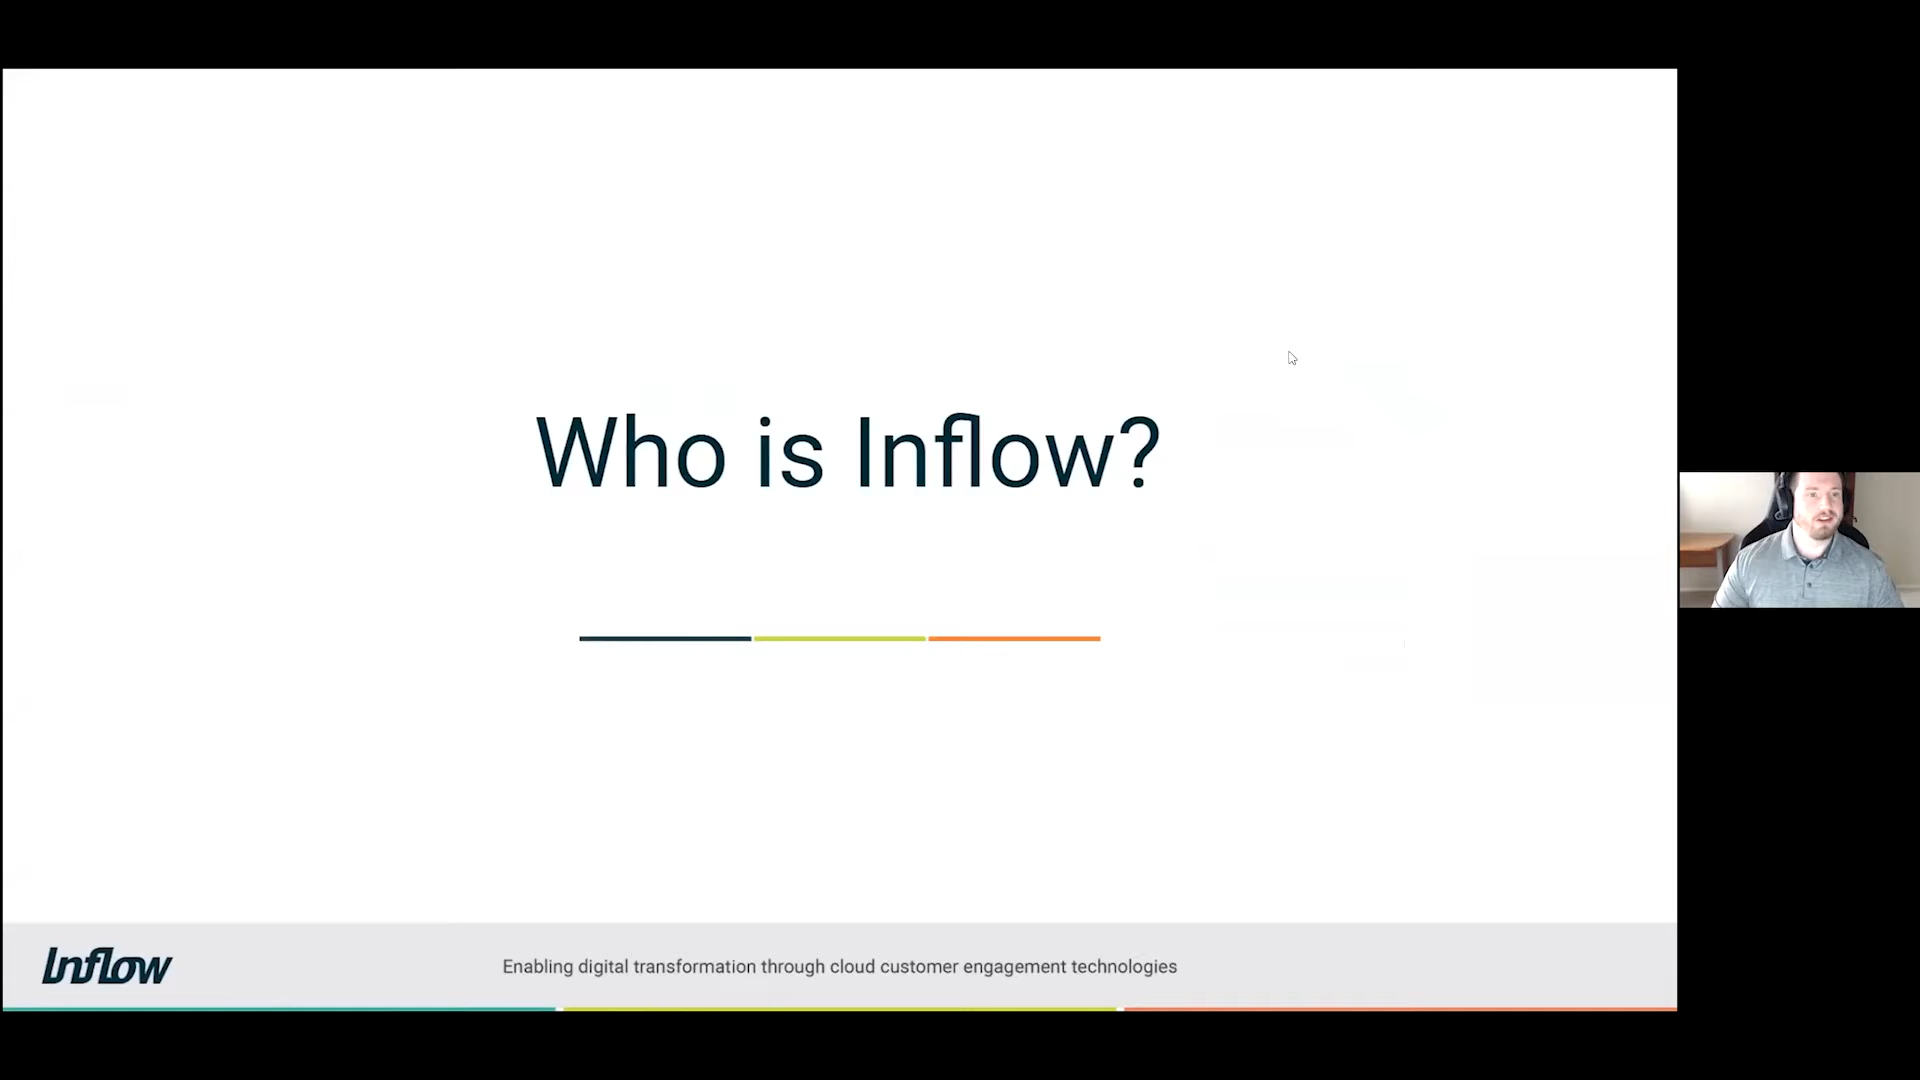 Who is Inflow?
Inflow
Enabling digital transformation through cloud customer engagement technologies